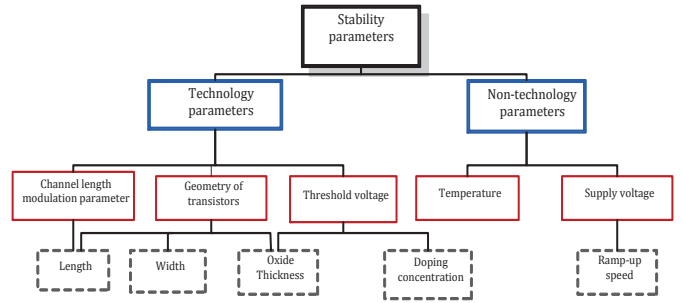 Stability
parameters
Technology
parameters
Non-technology
parameters
Channel length
modulation parameter
Geometry of
transistors
Threshold voltage
Temperature
Supply voltage
Length
Width
Oxide
Thickness
Doping
concentration
Ramp-up
speed